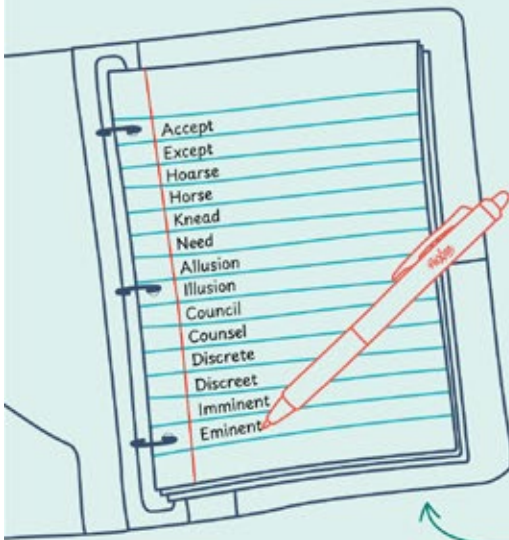 Accept
Except
Hoarse
Horse
Knead
Need
Allusion
Illusion
Council
Counsel
Discrete
Discreet
Imminent
Eminent